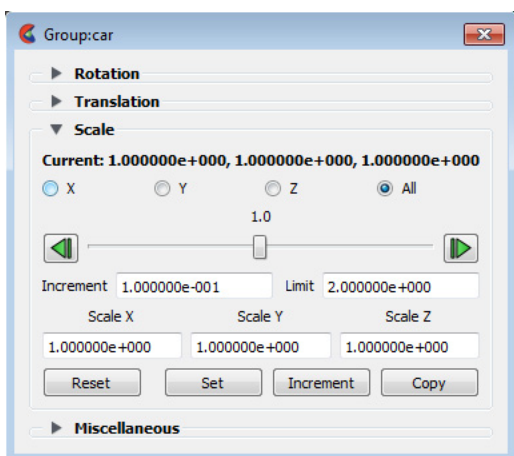 Group:car
Rotation
Translation
Scale
Current: 1.000000e+000, 1.000000e+000, 1.000000e+000
X Y Z All
1.0
Increment 1.000000e-001 Limit 2.000000e+000
Scale X Scale Y Scale Z
1.000000e+000 1.000000e+000 1.000000e+000
Reset Set Increment Copy
Miscellaneous